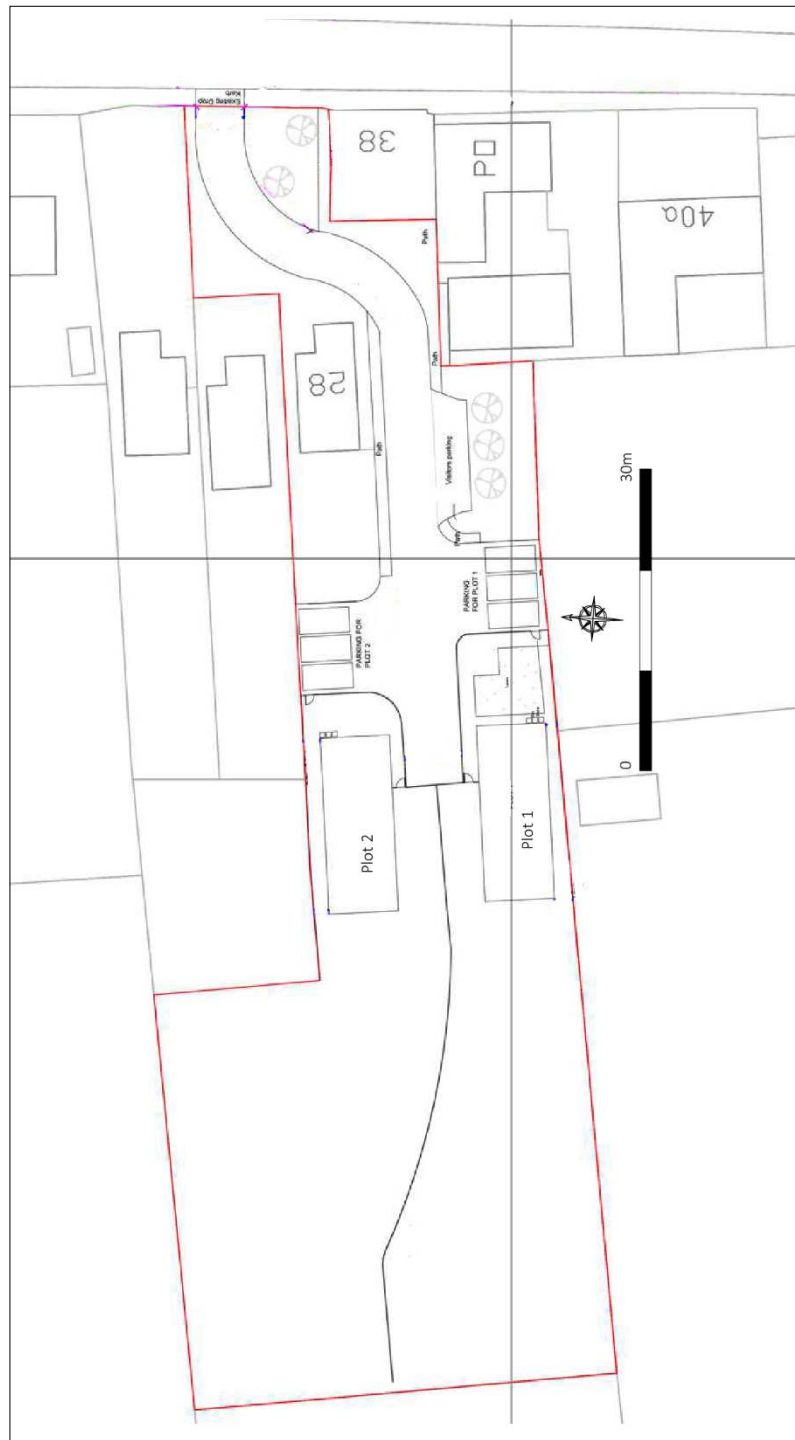 Existing Drop
Kerb
38
PO
40a
Path
Path
28
Path
Visitors parking
30m
Path
PARKING
FOR PLOT 1
PARKING FOR
PLOT 2
0
Plot 2
Plot 1